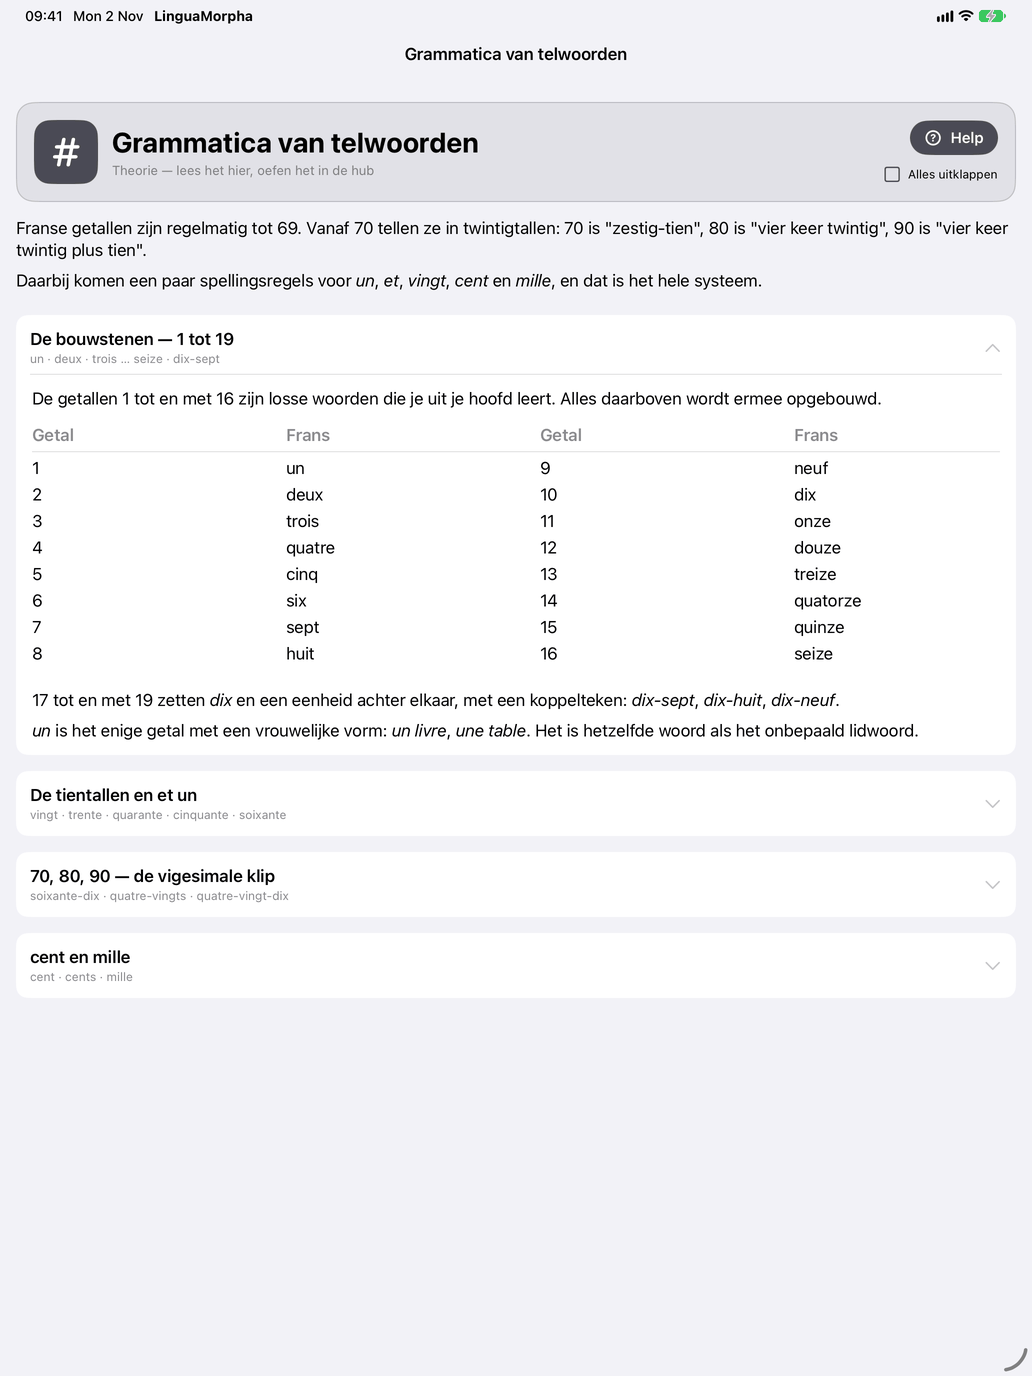 09:41 Mon 2 Nov LinguaMorpha
Grammatica van telwoorden
#
Grammatica van telwoorden
Theorie — lees het hier, oefen het in de hub
Help
Alles uitklappen
Franse getallen zijn regelmatig tot 69. Vanaf 70 tellen ze in twintigtallen: 70 is "zestig-tien", 80 is "vier keer twintig", 90 is "vier keer
twintig plus tien".
Daarbij komen een paar spellingsregels voor un, et, vingt, cent en mille, en dat is het hele systeem.
De bouwstenen — 1 tot 19
un · deux · trois … seize · dix-sept
De getallen 1 tot en met 16 zijn losse woorden die je uit je hoofd leert. Alles daarboven wordt ermee opgebouwd.
Getal Frans Getal Frans
1 un 9 neuf
2 deux 10 dix
3 trois 11 onze
4 quatre 12 douze
5 cinq 13 treize
6 six 14 quatorze
7 sept 15 quinze
8 huit 16 seize
17 tot en met 19 zetten dix en een eenheid achter elkaar, met een koppelteken: dix-sept, dix-huit, dix-neuf.
un is het enige getal met een vrouwelijke vorm: un livre, une table. Het is hetzelfde woord als het onbepaald lidwoord.
De tientallen en et un
vingt · trente · quarante · cinquante · soixante
70, 80, 90 — de vigesimale klip
soixante-dix · quatre-vingts · quatre-vingt-dix
cent en mille
cent · cents · mille